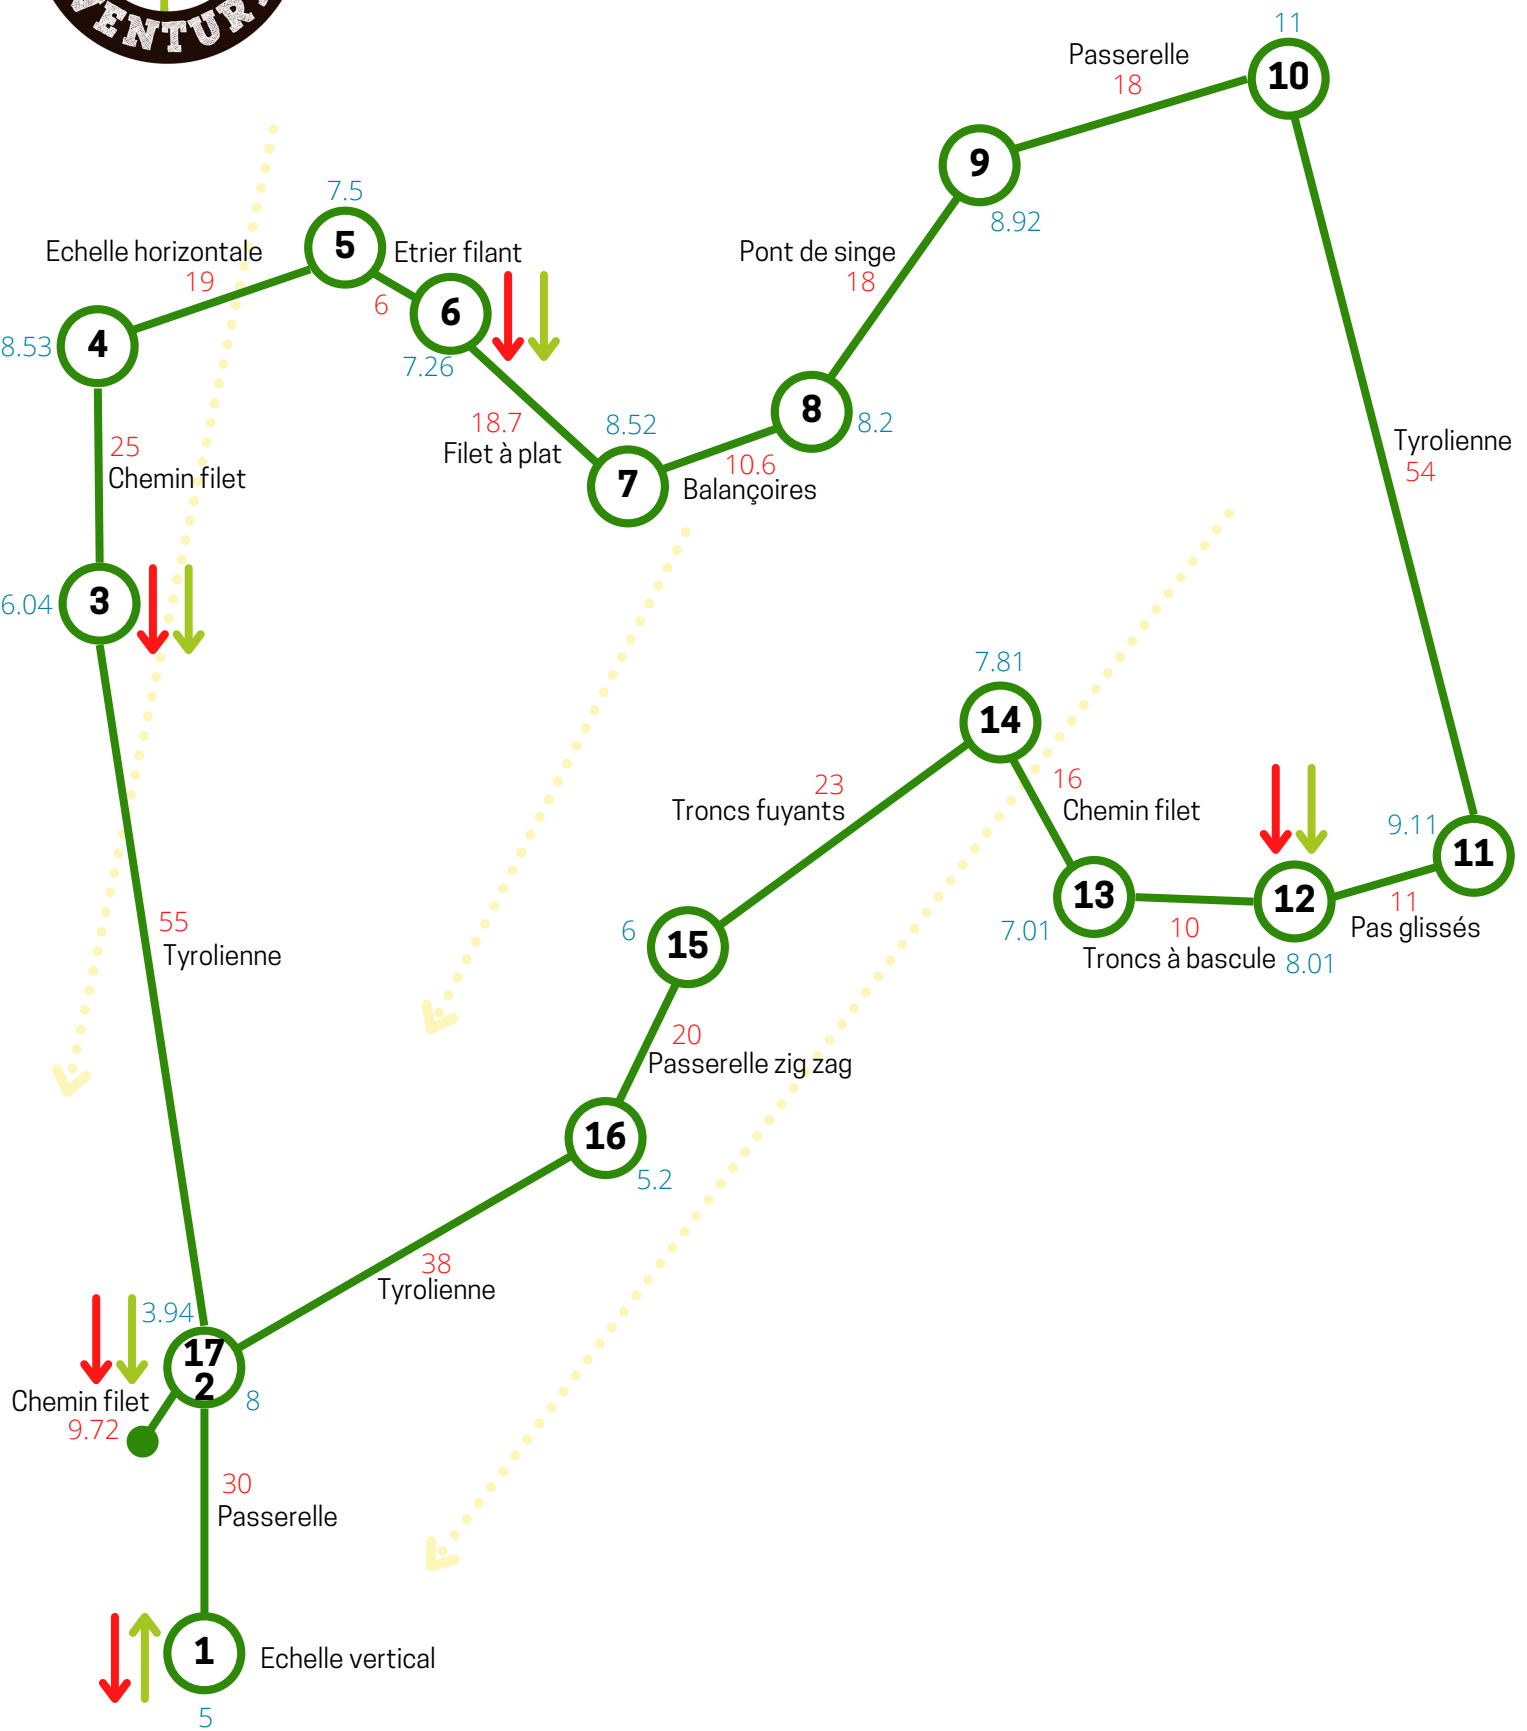 VENTUR
11
Passerelle
18
10
9
8.92
7.5
5
Echelle horizontale
19
Etrier filant
6
6
7.26
Pont de singe
18
4
8.53
18.7
Filet à plat
8.52
7
8
8.2
10.6
Balançoires
Tyrolienne
54
25
Chemin filet
3
6.04
7.81
14
23
Troncs fuyants
16
Chemin filet
9.11
11
13
7.01
12
8.01
11
Pas glissés
10
Troncs à bascule
55
Tyrolienne
6
15
20
Passerelle zig zag
16
5.2
38
Tyrolienne
3.94
17
2
8
Chemin filet
9.72
30
Passerelle
1
Echelle vertical
5